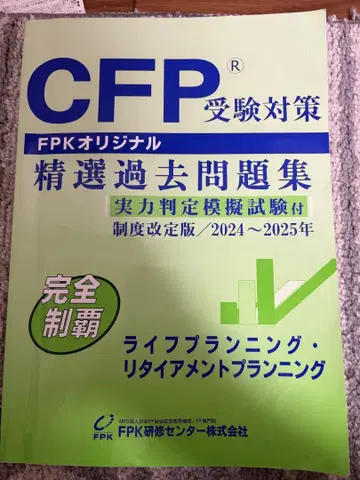 CFP®
受験対策
FPKオリジナル
精選過去問題集
実力判定模擬試験付
制度改定版/2024～2025年
完全
制覇
ライフプランニング・
リタイアメントプランニング
FPK
FPK研修センター株式会社